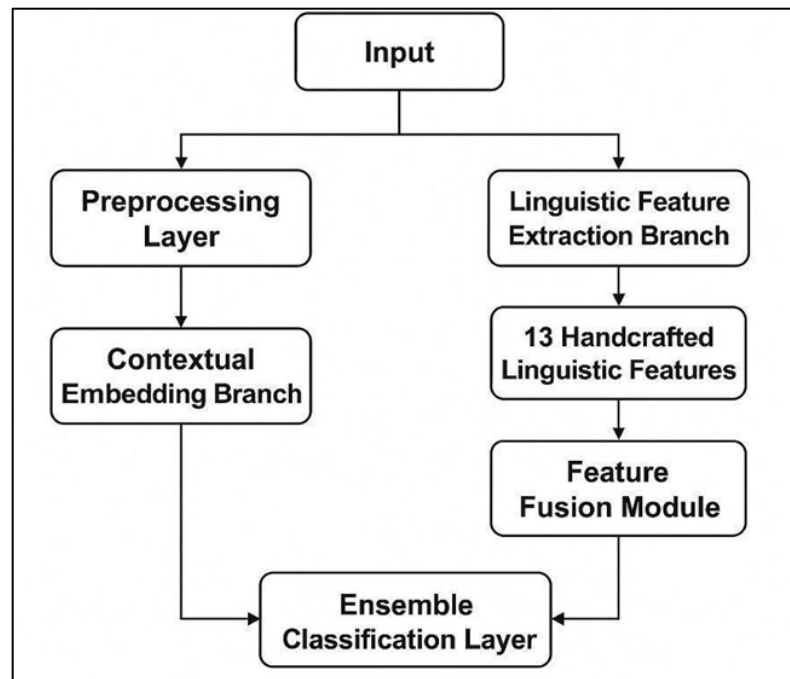 Input
Preprocessing
Layer
Contextual
Embedding Branch
Linguistic Feature
Extraction Branch
13 Handcrafted
Linguistic Features
Feature
Fusion Module
Ensemble
Classification Layer